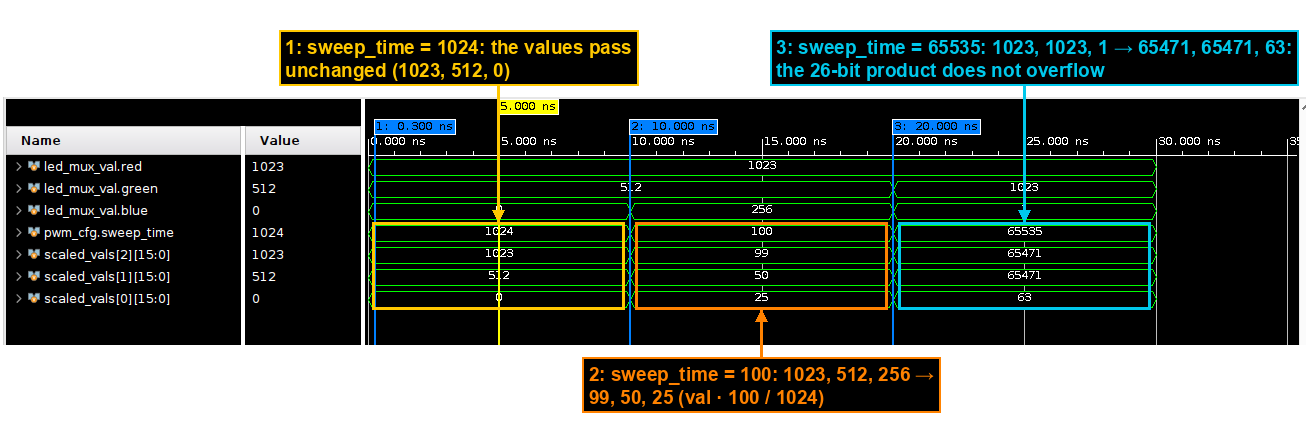 1: sweep_time = 1024: the values pass
unchanged (1023, 512, 0)
3: sweep_time = 65535: 1023, 1023, 1 → 65471, 65471, 63:
the 26-bit product does not overflow
5.000 ns
1: 0.300 ns
2: 10.000 ns
3: 20.000 ns
Name Value
0.000 ns 5.000 ns 10.000 ns 15.000 ns 20.000 ns 25.000 ns 30.000 ns 35
led_mux_val.red 1023 1023
led_mux_val.green 512 512 1023
led_mux_val.blue 0 0 256
pwm_cfg.sweep_time 1024 1024 100 65535
scaled_vals[2][15:0] 1023 1023 99 65471
scaled_vals[1][15:0] 512 512 50 65471
scaled_vals[0][15:0] 0 0 25 63
2: sweep_time = 100: 1023, 512, 256 →
99, 50, 25 (val · 100 / 1024)